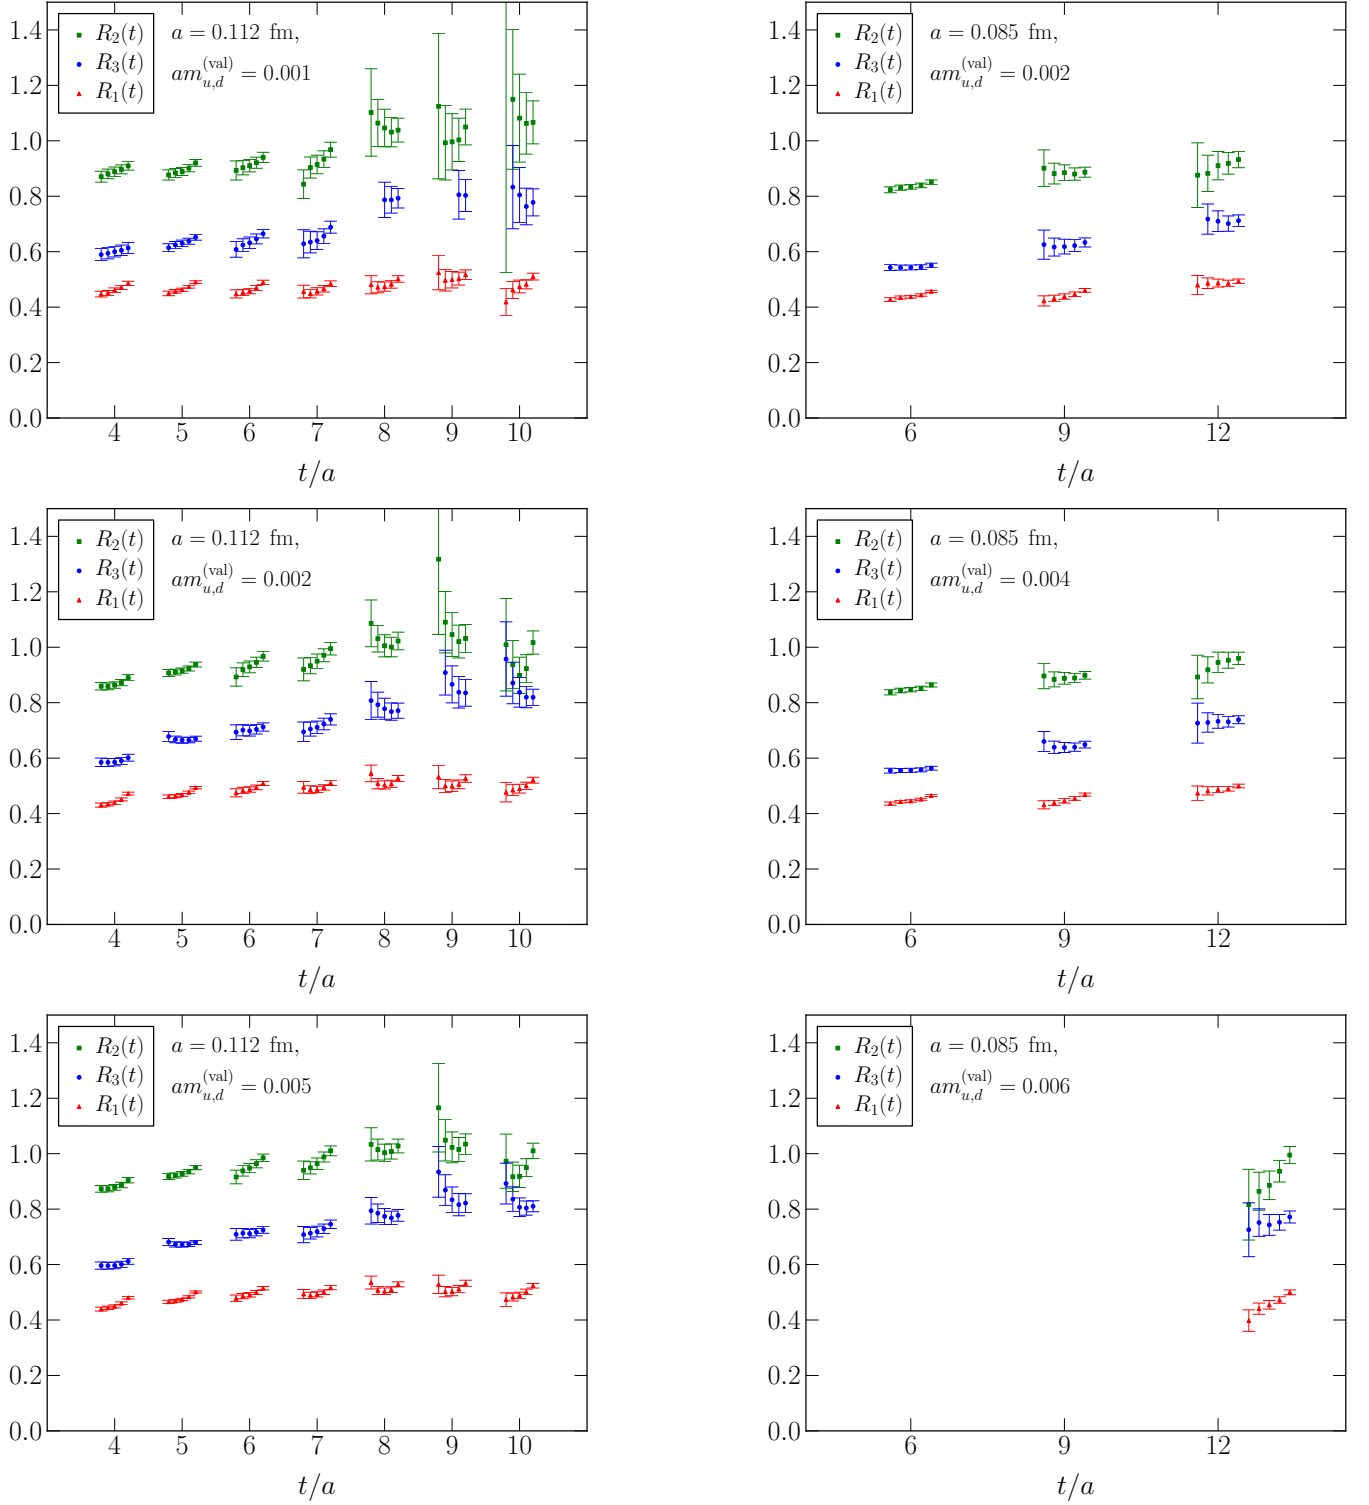 1.4
1.2
1.0
0.8
0.6
0.4
0.2
0.0
R₂(t)
R₃(t)
R₁(t)
a = 0.112 fm,
am_{u,d}^{(val)} = 0.001
4 5 6 7 8 9 10
t/a
1.4
1.2
1.0
0.8
0.6
0.4
0.2
0.0
R₂(t)
R₃(t)
R₁(t)
a = 0.085 fm,
am_{u,d}^{(val)} = 0.002
6 9 12
t/a
1.4
1.2
1.0
0.8
0.6
0.4
0.2
0.0
R₂(t)
R₃(t)
R₁(t)
a = 0.112 fm,
am_{u,d}^{(val)} = 0.002
4 5 6 7 8 9 10
t/a
1.4
1.2
1.0
0.8
0.6
0.4
0.2
0.0
R₂(t)
R₃(t)
R₁(t)
a = 0.085 fm,
am_{u,d}^{(val)} = 0.004
6 9 12
t/a
1.4
1.2
1.0
0.8
0.6
0.4
0.2
0.0
R₂(t)
R₃(t)
R₁(t)
a = 0.112 fm,
am_{u,d}^{(val)} = 0.005
4 5 6 7 8 9 10
t/a
1.4
1.2
1.0
0.8
0.6
0.4
0.2
0.0
R₂(t)
R₃(t)
R₁(t)
a = 0.085 fm,
am_{u,d}^{(val)} = 0.006
6 9 12
t/a